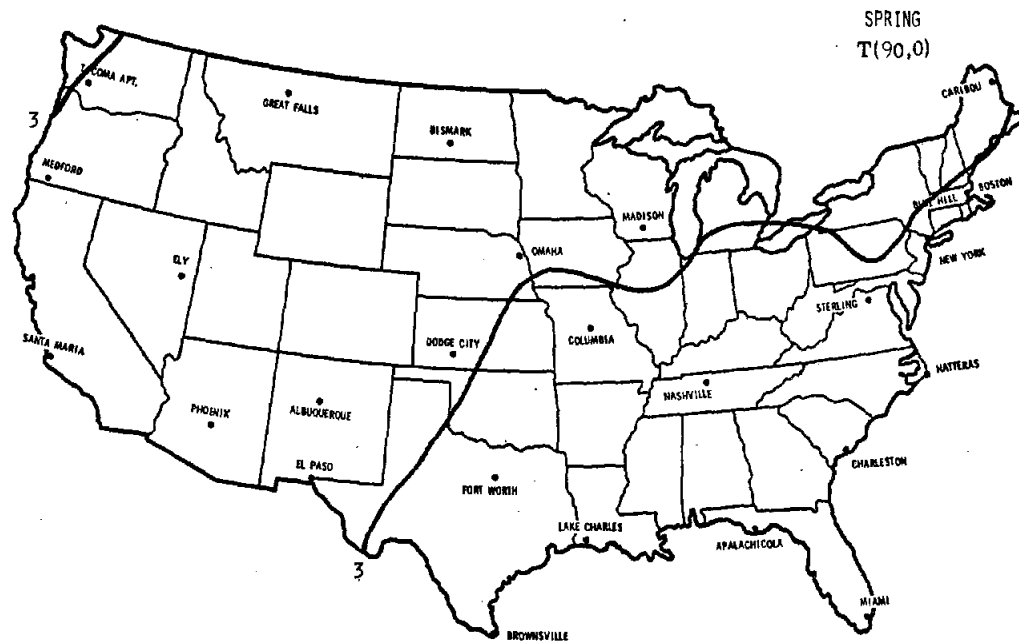 SPRING
T(90,0)
CARIBOU
TACOMA APT.
GREAT FALLS
3
BISMARK
MEDFORD
BLUE HILL
BOSTON
MADISON
OMAHA
NEW YORK
ELY
STERLING
SANTA MARIA
DODGE CITY
COLUMBIA
NATTERAS
NASHVILLE
PHOENIK
ALBUQUERQUE
CHARLESTON
EL PASO
FORT WORTH
LAKE CHARLES
APALACHICOLA
3
MIAMI
BROWNSVILLE